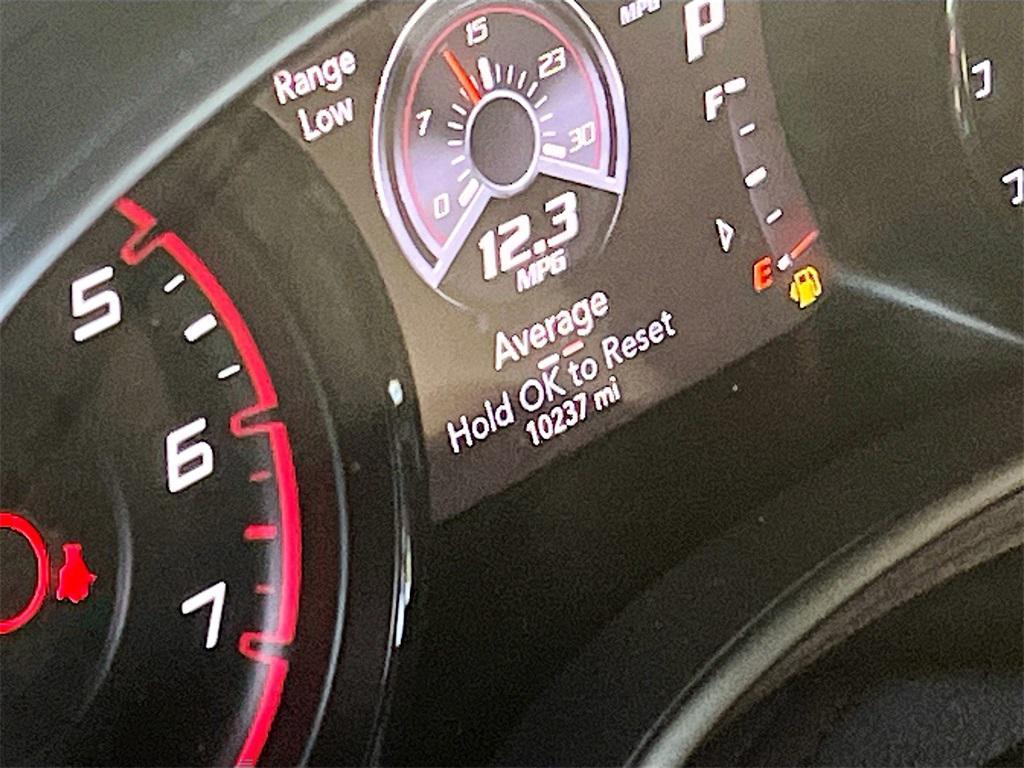 MPG
P
Range
Low
15
23
7
30
0
12.3
MPG
F
E
Average
Hold OK to Reset
10237 mi
5
6
7